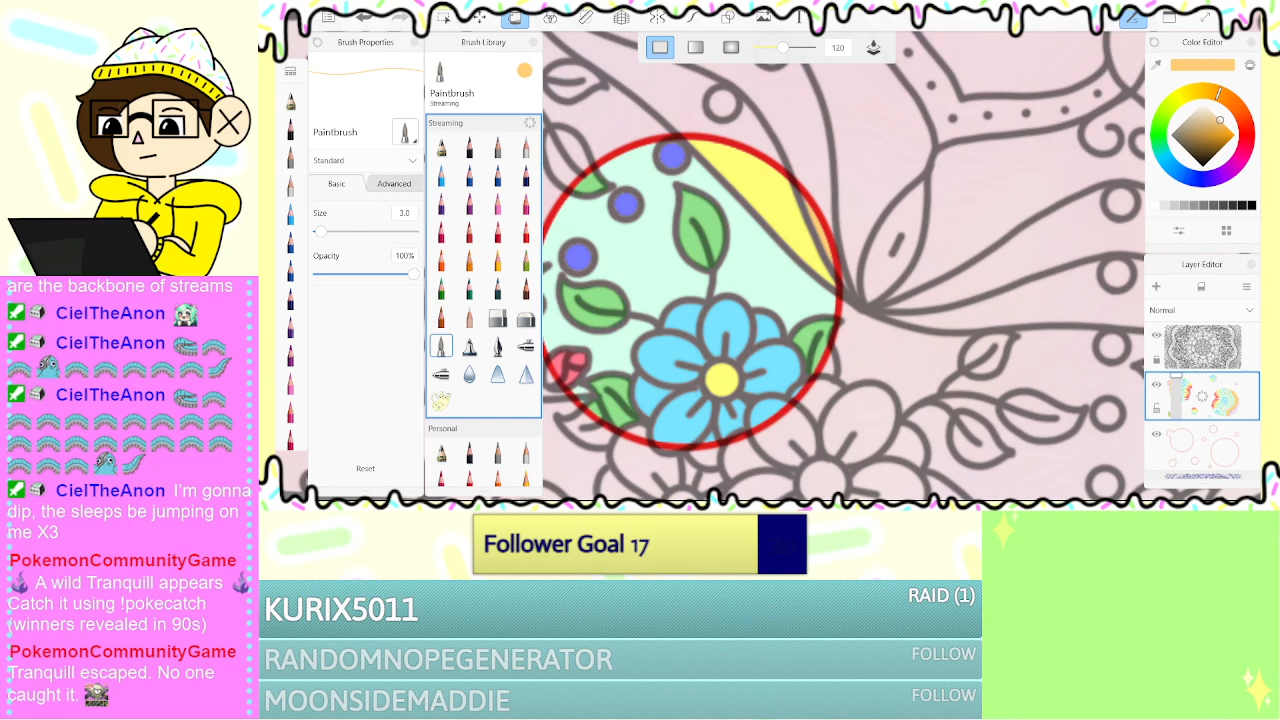 Brush Properties
Paintbrush
Standard
Basic
Advanced
Size
3.0
Opacity
100%
Reset
Brush Library
Paintbrush
Streaming
Streaming
Personal
120
Color Editor
Layer Editor
Normal
are the backbone of streams
CielTheAnon
CielTheAnon
CielTheAnon
CielTheAnon I'm gonna
dip, the sleeps be jumping on
me X3
PokemonCommunityGame
A wild Tranquill appears
Catch it using !pokecatch
(winners revealed in 90s)
PokemonCommunityGame
Tranquill escaped. No one
caught it.
Follower Goal 17
KURIX5011
RAID (1)
RANDOMNOPEGENERATOR
FOLLOW
MOONSIDEMADDIE
FOLLOW